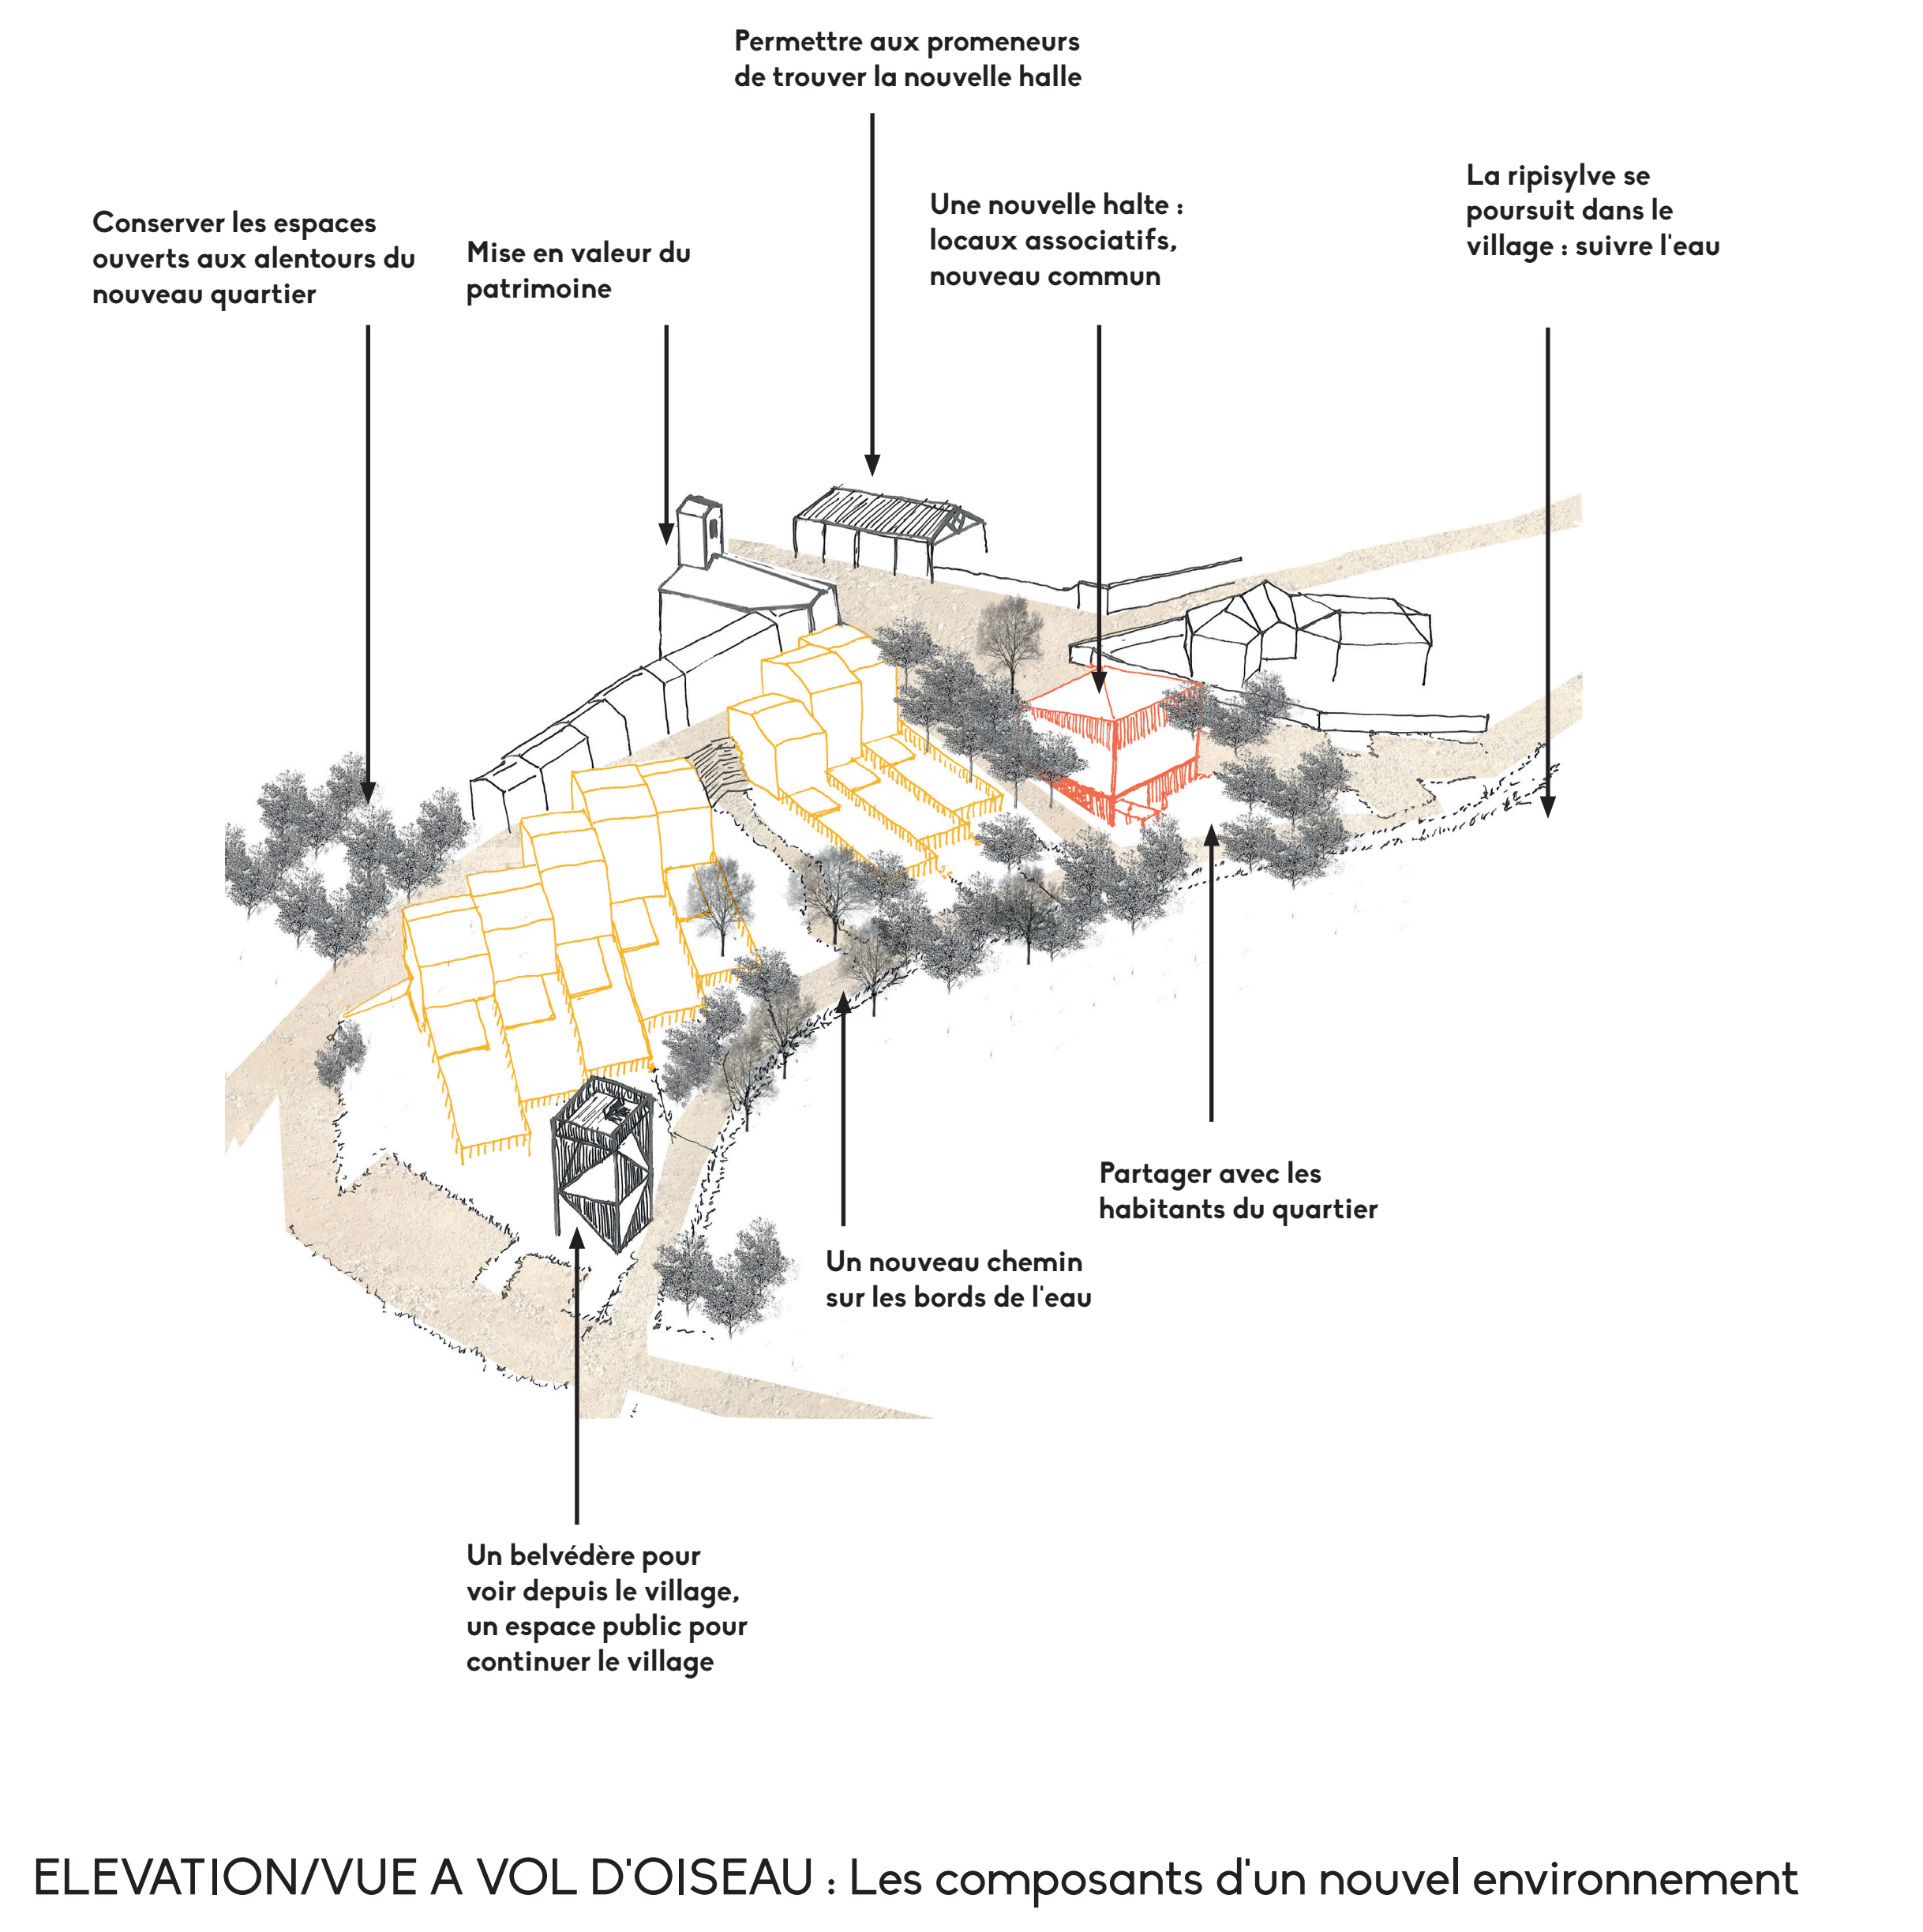 Permettre aux promeneurs
de trouver la nouvelle halle
Conserver les espaces
ouverts aux alentours du
nouveau quartier
Mise en valeur du
patrimoine
Une nouvelle halte :
locaux associatifs,
nouveau commun
La ripisylve se
poursuit dans le
village : suivre l'eau
Partager avec les
habitants du quartier
Un nouveau chemin
sur les bords de l'eau
Un belvédère pour
voir depuis le village,
un espace public pour
continuer le village
ELEVATION/VUE A VOL D'OISEAU : Les composants d'un nouvel environnement